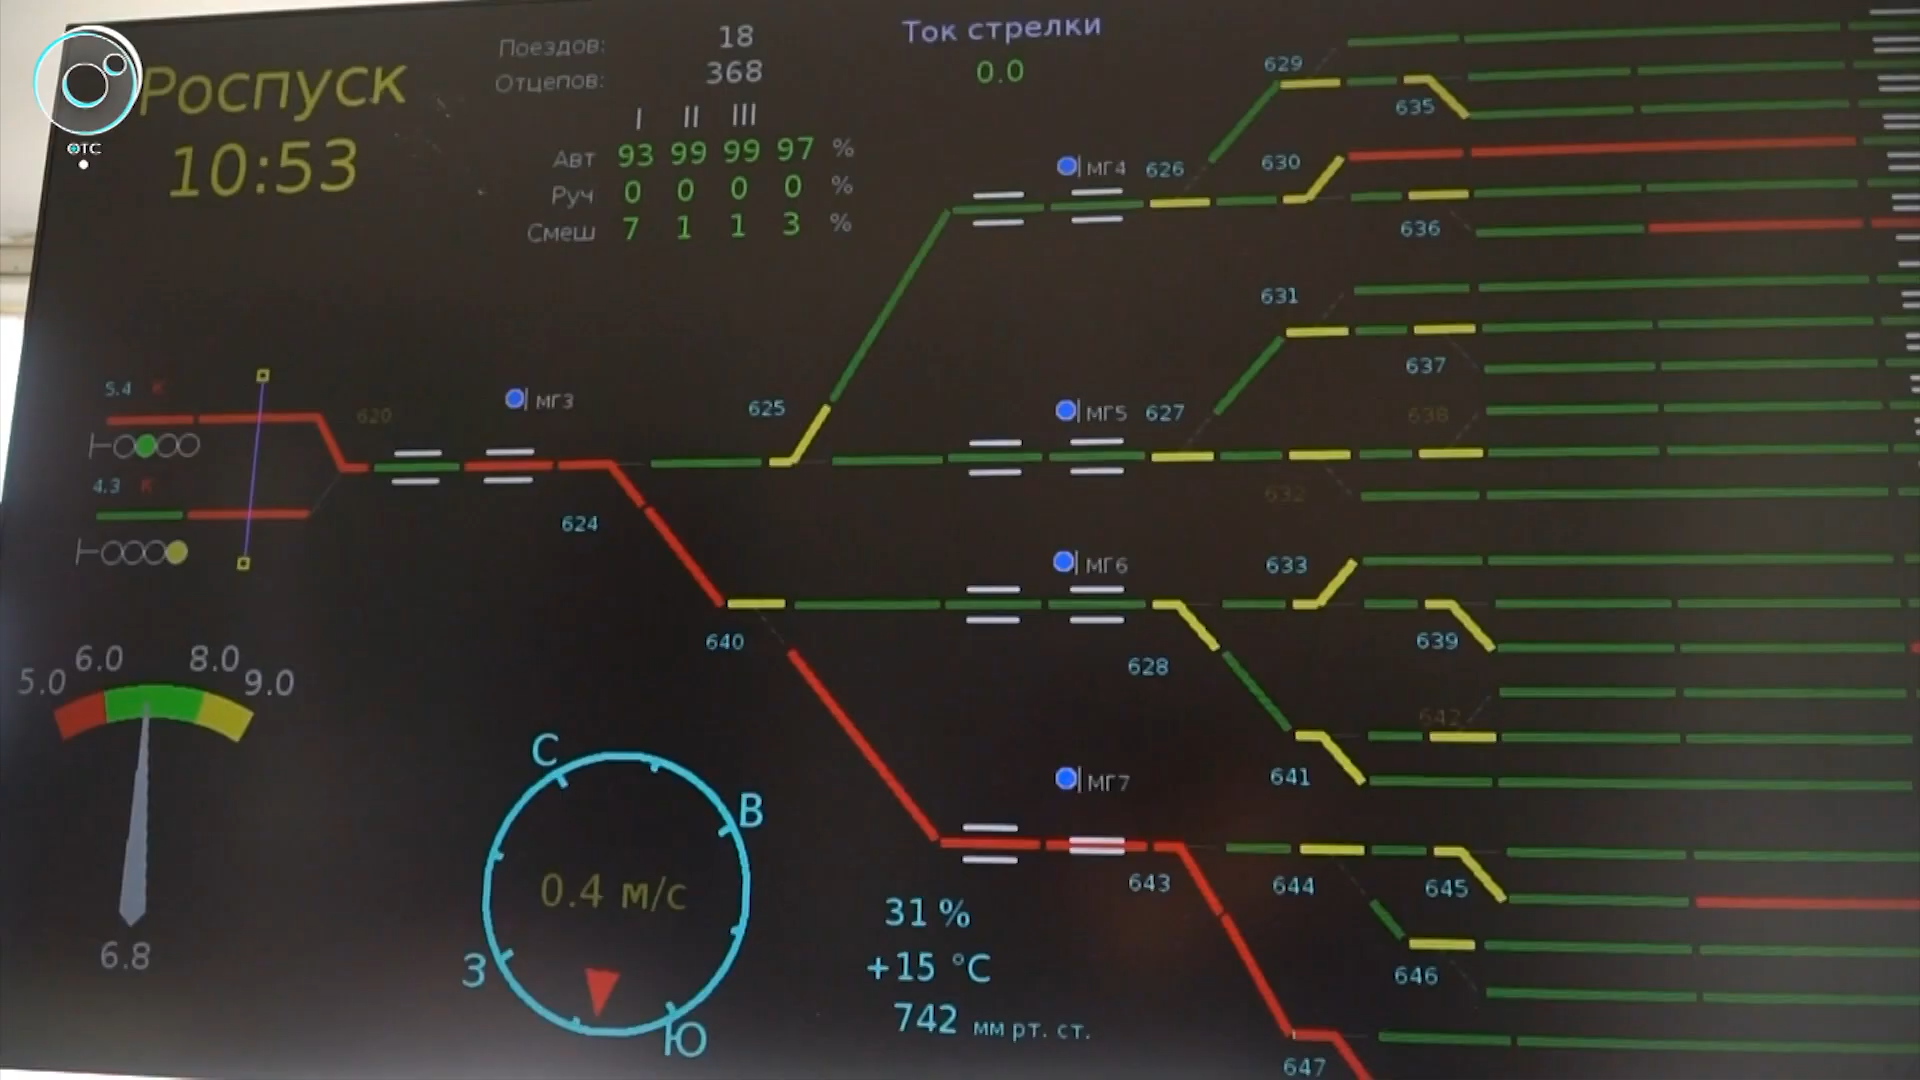 ОТС
Роспуск
10:53
Поездов: 18
Отцепов: 368
I II III
Авт 93 99 99 97 %
Руч 0 0 0 0 %
Смеш 7 1 1 3 %
Ток стрелки
0.0
629
635
МГ4 626 630
636
631
637
5.4 К
620
МГ3
625
МГ5 627
638
4.3 К
624
632
МГ6
633
640
628
639
642
641
МГ7
643
644
645
646
647
5.0 6.0 8.0 9.0
6.8
С
В
З
Ю
0.4 м/с
31 %
+15 °C
742 мм рт. ст.